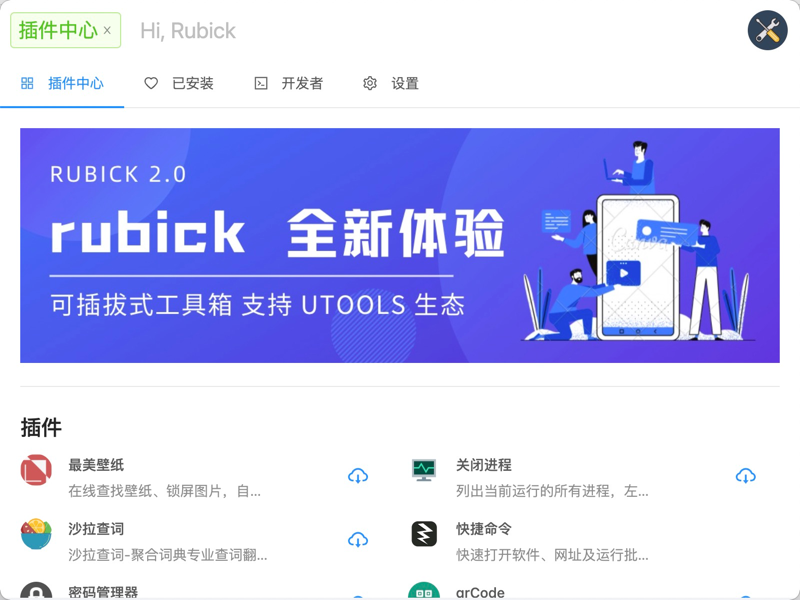 插件中心 × Hi, Rubick
插件中心 已安装 开发者 设置
RUBICK 2.0
rubick 全新体验
可插拔式工具箱 支持 UTOOLS 生态
Canva
插件
最美壁纸
在线查找壁纸、锁屏图片，自...
关闭进程
列出当前运行的所有进程，左...
沙拉查词
沙拉查词-聚合词典专业查词翻...
快捷命令
快速打开软件、网址及运行批...
密码管理器
qrCode